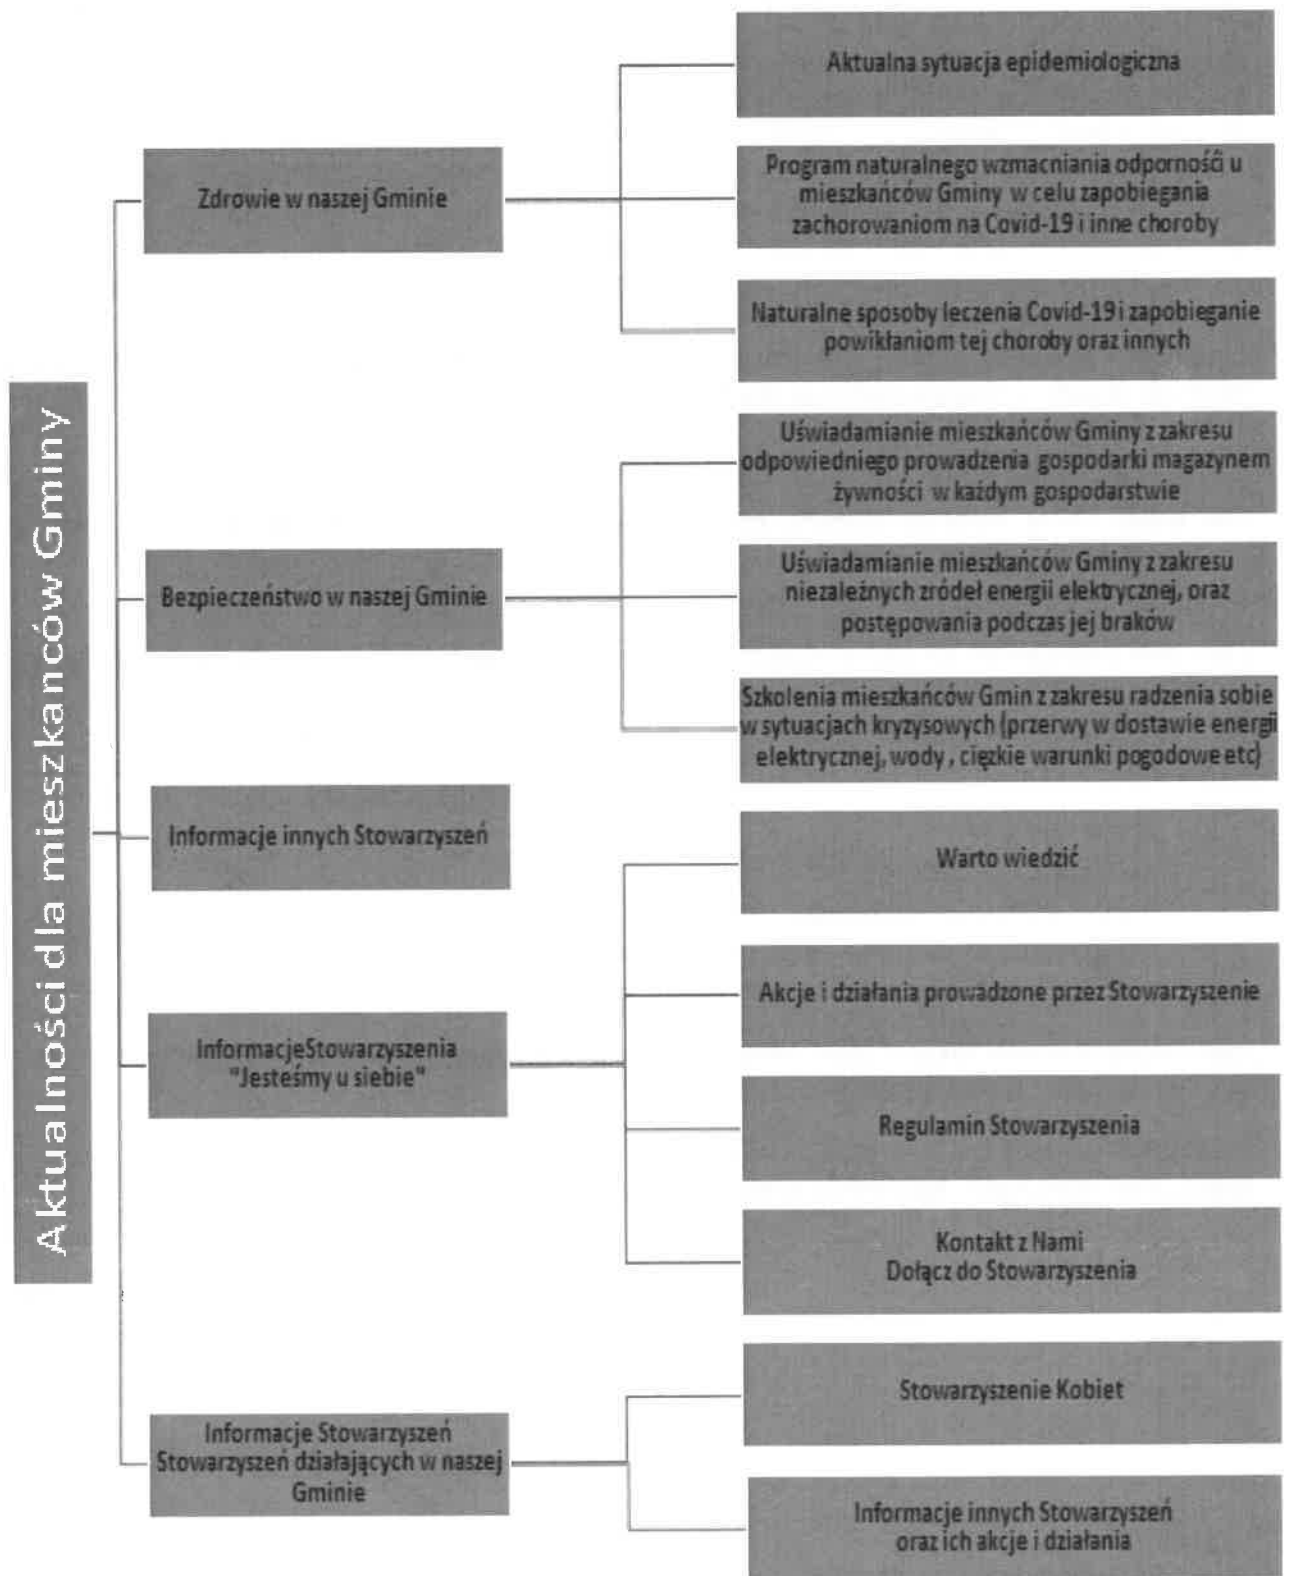 Aktualności dla mieszkanców Gminy
Zdrowie w naszej Gminie
Aktualna sytuacja epidemiologiczna
Program naturalnego wzmacniania odporności u
mieszkańców Gminy w celu zapobiegania
zachorowaniom na Covid-19 i inne choroby
Naturalne sposoby leczenia Covid-19 i zapobieganie
powikłaniom tej choroby oraz innych
Bezpieczeństwo w naszej Gminie
Uświadamianie mieszkańców Gminy z zakresu
odpowiedniego prowadzenia gospodarki magazynem
żywności w każdym gospodarstwie
Uświadamianie mieszkańców Gminy z zakresu
niezależnych zródeł energii elektrycznej, oraz
postępowania podczas jej braków
Szkolenia mieszkańców Gmin z zakresu radzenia sobie
w sytuacjach kryzysowych (przerwy w dostawie energii
elektrycznej, wody , cięzkie warunki pogodowe etc)
Informacje innych Stowarzyszeń
InformacjeStowarzyszenia
"Jesteśmy u siebie"
Warto wiedzić
Akcje i działania prowadzone przez Stowarzyszenie
Regulamin Stowarzyszenia
Kontakt z Nami
Dołącz do Stowarzyszenia
Informacje Stowarzyszeń
Stowarzyszeń działających w naszej
Gminie
Stowarzyszenie Kobiet
Informacje innych Stowarzyszeń
oraz ich akcje i działania